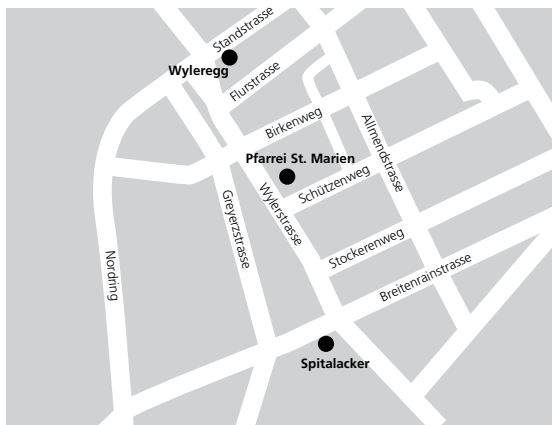 Standstrasse
Wyleregg
Flurstrasse
Birkenweg
Allmendstrasse
Pfarrei St. Marien
Schützenweg
Wylerstrasse
Greyerzstrasse
Stockerenweg
Nordring
Breitenrainstrasse
Spitalacker